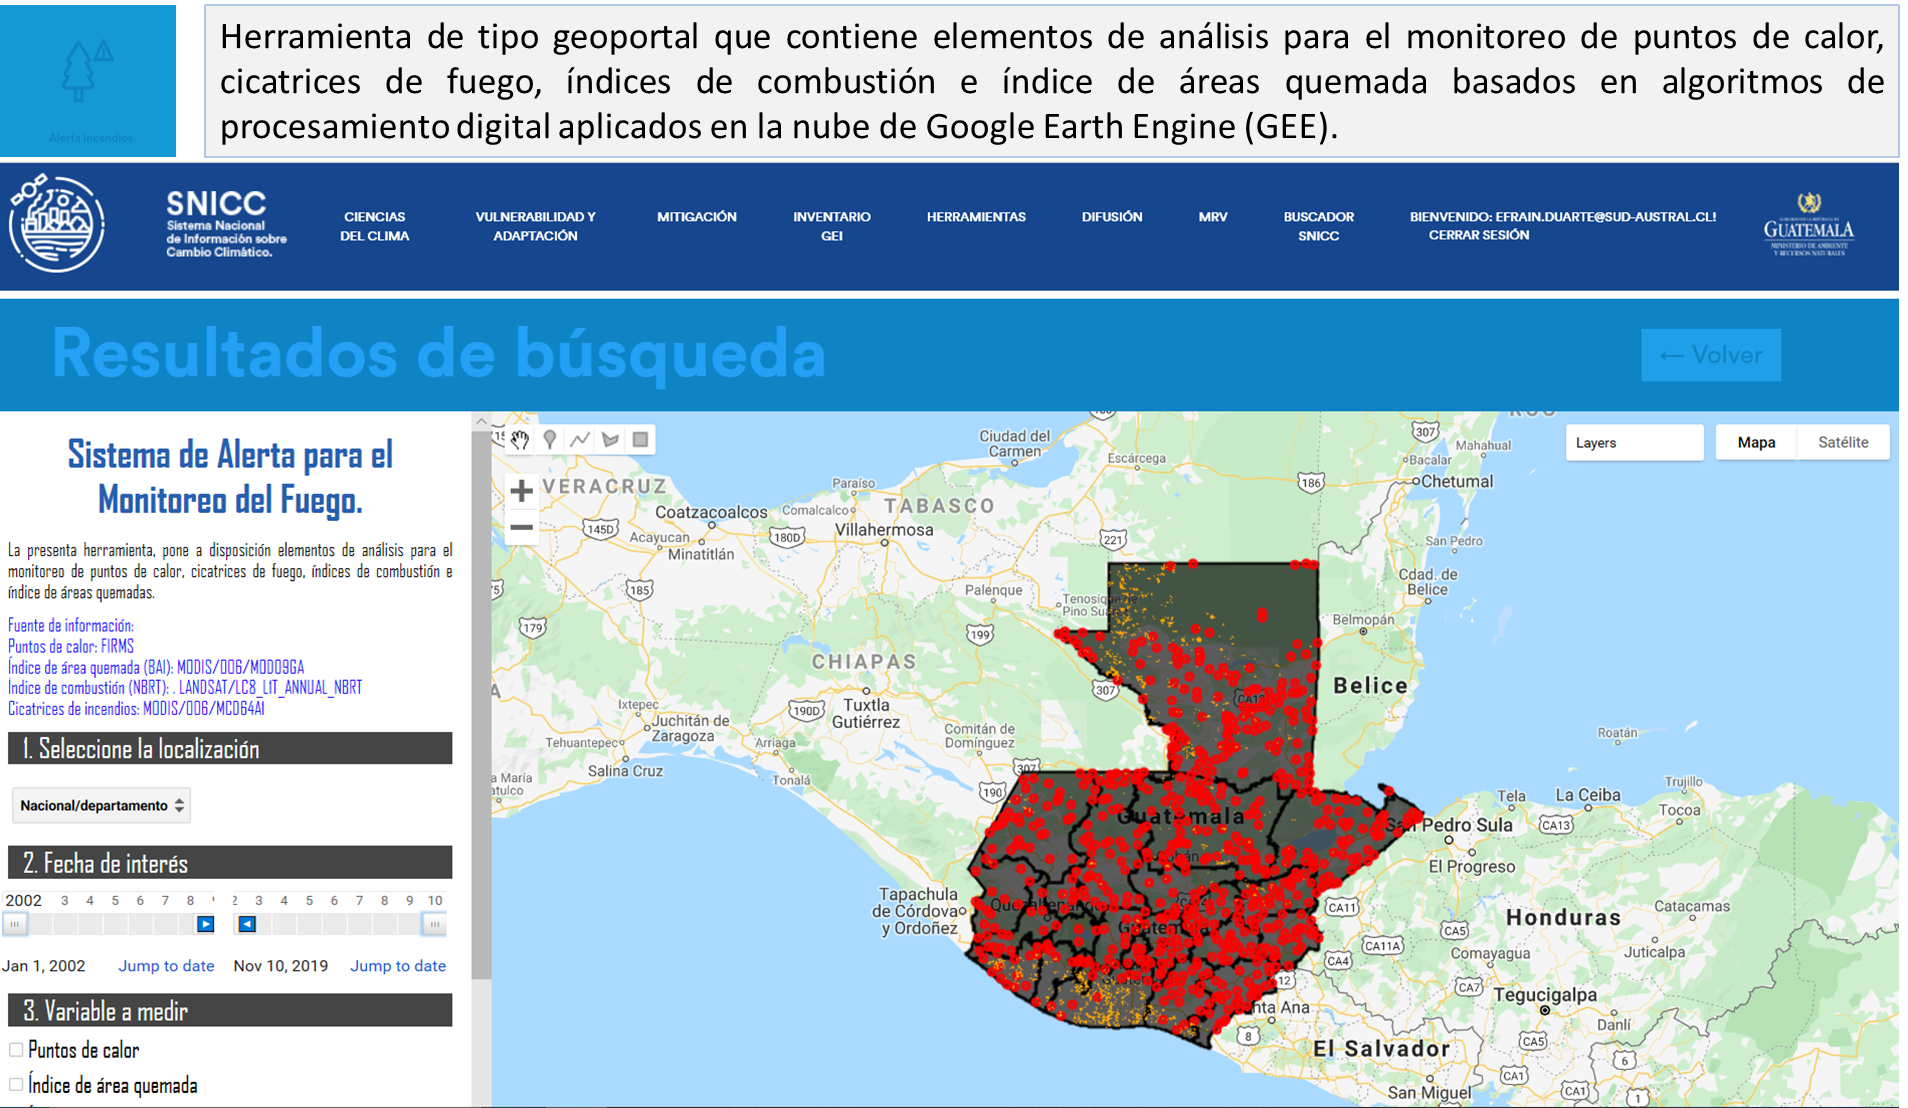 Herramienta de tipo geoportal que contiene elementos de análisis para el monitoreo de puntos de calor,
cicatrices de fuego, índices de combustión e índice de áreas quemada basados en algoritmos de
procesamiento digital aplicados en la nube de Google Earth Engine (GEE).
Alerta incendios
SNICC
Sistema Nacional
de Información sobre
Cambio Climático.
CIENCIAS
DEL CLIMA
VULNERABILIDAD Y
ADAPTACIÓN
MITIGACIÓN
INVENTARIO
GEI
HERRAMIENTAS
DIFUSIÓN
MRV
BUSCADOR
SNICC
BIENVENIDO: EFRAIN.DUARTE@SUD-AUSTRAL.CL!
CERRAR SESIÓN
GUATEMALA
MINISTERIO DE AMBIENTE
Y RECURSOS NATURALES
Resultados de búsqueda
← Volver
Sistema de Alerta para el
Monitoreo del Fuego.
La presenta herramienta, pone a disposición elementos de análisis para el
monitoreo de puntos de calor, cicatrices de fuego, índices de combustión e
índice de áreas quemadas.
Fuente de información:
Puntos de calor: FIRMS
Índice de área quemada (BAI): MODIS/006/MOD09GA
Índice de combustión (NBRT): . LANDSAT/LC8_L1T_ANNUAL_NBRT
Cicatrices de incendios: MODIS/006/MCD64A1
1. Seleccione la localización
Nacional/departamento
2. Fecha de interés
2002 3 4 5 6 7 8
2 3 4 5 6 7 8 9 10
Jan 1, 2002 Jump to date Nov 10, 2019 Jump to date
3. Variable a medir
Puntos de calor
Índice de área quemada
Layers
Mapa Satélite
Ciudad del
Carmen
Escárcega
307
Mahahual
Bacalar
Chetumal
186
VERACRUZ
Paraíso
Coatzacoalcos
Comalcalco
TABASCO
145D
Acayucan
180D
Villahermosa
Minatitlán
221
San Pedro
185
Palenque
Tenosique de
Pino Su
Cdad. de
Belice
Belmopán
179
199
CHIAPAS
307
Belice
CA13
Ixtepec
Juchitán de
Zaragoza
190D
Tuxtla
Gutiérrez
Tehuantepec
Arriaga
Comitán de
Domínguez
Roatán
a María
atulco
Salina Cruz
Tonalá
307
190
Trujillo
Tela
La Ceiba
Tocoa
Guatemala
San Pedro Sula
CA13
Cobán
El Progreso
Tapachula
de Córdova
y Ordoñez
Quezaltenango
CA11
Guatemala
Honduras
Catacamas
CA5
CA11A
CA4
Comayagua
Juticalpa
12
CA7
Tegucigalpa
nta Ana
8
Danlí
El Salvador
CA5
6
CA1
San Miguel
CA1
1